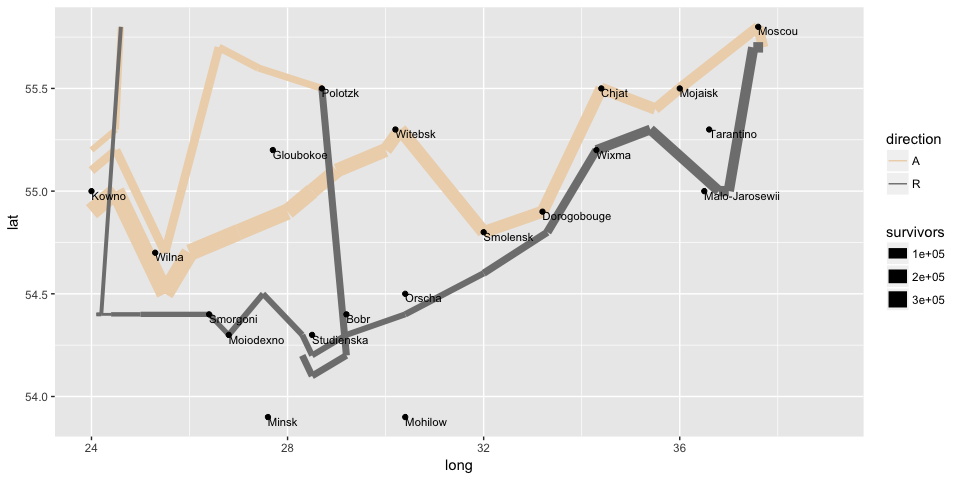 Moscou
55.5
Polotzk
Chjat
Mojaisk
Witebsk
Tarantino
Gloubokoe
Wixma
55.0
Kowno
Malo-Jarosewii
Dorogobouge
Smolensk
Wilna
54.5
Orscha
Smorgoni
Bobr
Moiodexno
Studienska
54.0
Minsk
Mohilow
24
28
32
36
long
lat
direction
A
R
survivors
1e+05
2e+05
3e+05